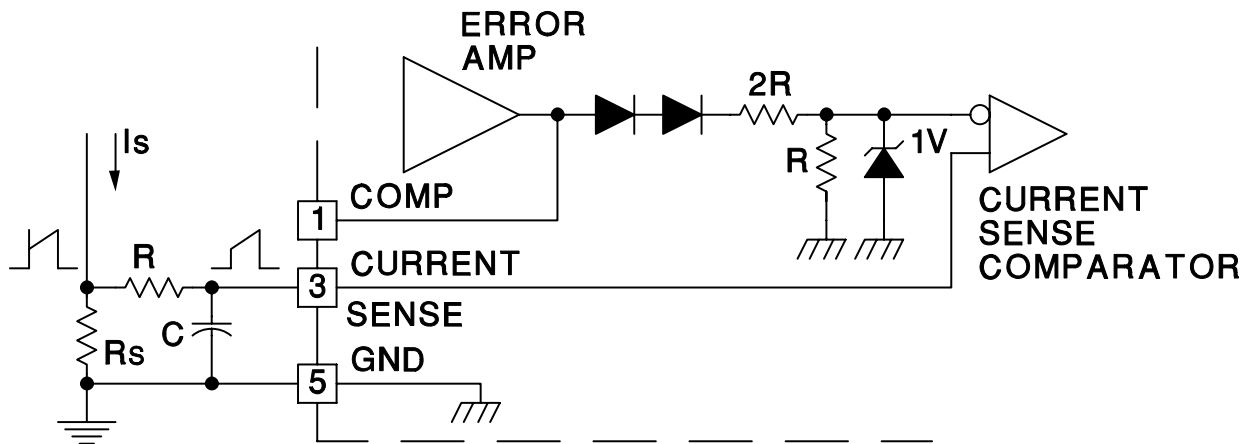 ERROR
AMP
2R
Is
R
1V
COMP
1
CURRENT
SENSE
COMPARATOR
R
CURRENT
3
SENSE
C
Rs
GND
5